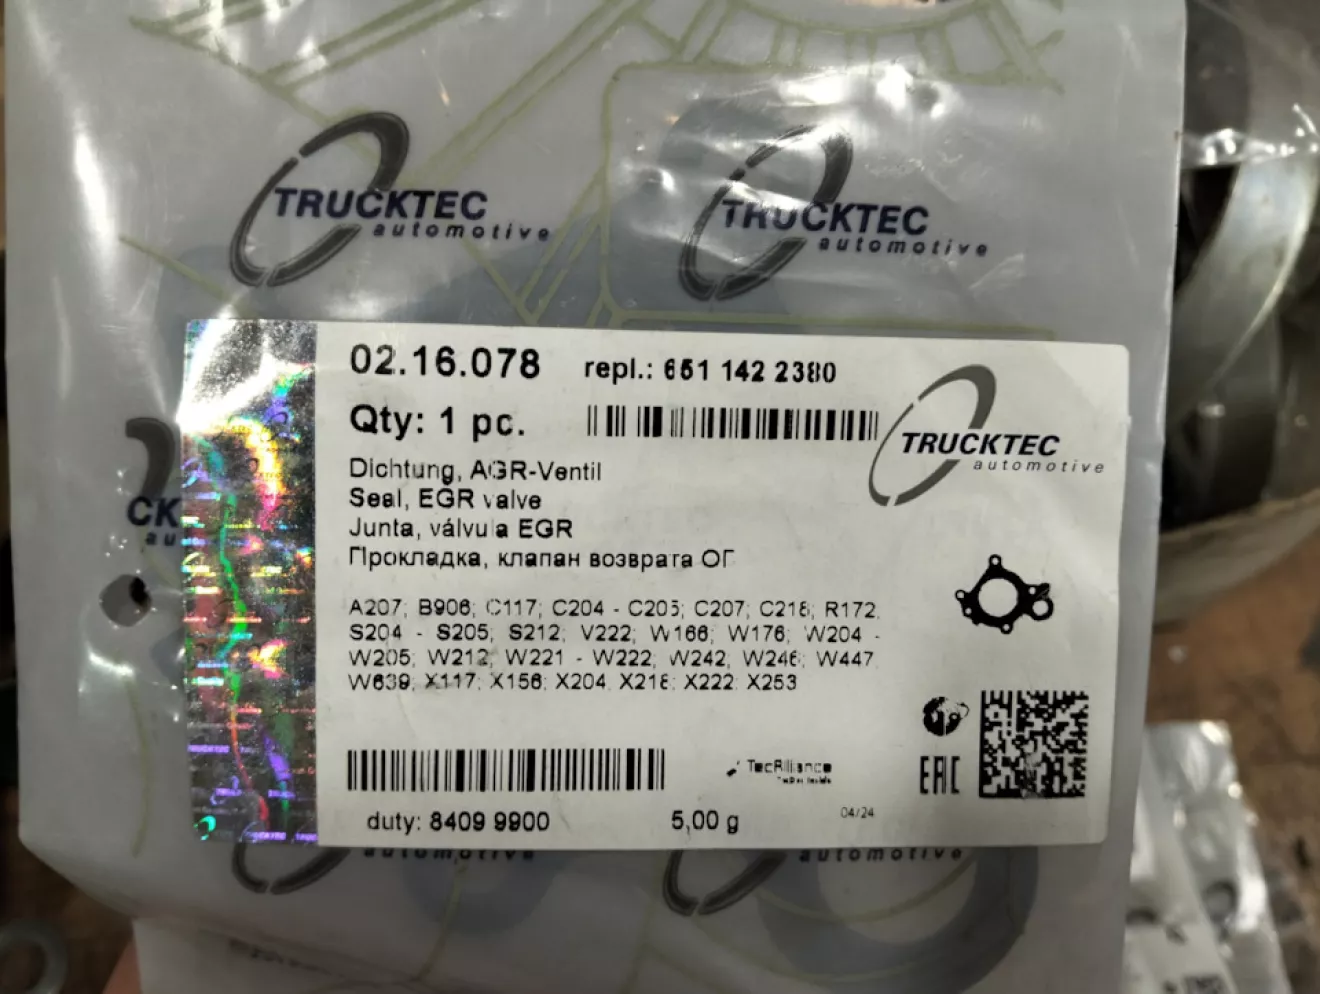 TRUCKTEC
automotive
TRUCKTEC
automotive
02.16.078
repl.: 651 142 2380
Qty: 1 pc.
TRUCKTEC
automotive
Dichtung, AGR-Ventil
Seal, EGR valve
Junta, válvula EGR
Прокладка, клапан возврата ОГ
A207; B906; C117; C204 - C205; C207; C218; R172
S204 - S205; S212; V222; W166; W176; W204 -
W205; W212; W221 - W222; W242; W246; W447
W639; X117; X156; X204 X218; X222 X253
CK
au
TecAlliance
EAC
duty: 8409 9900
5,00 g
04/24
automotive
automotive